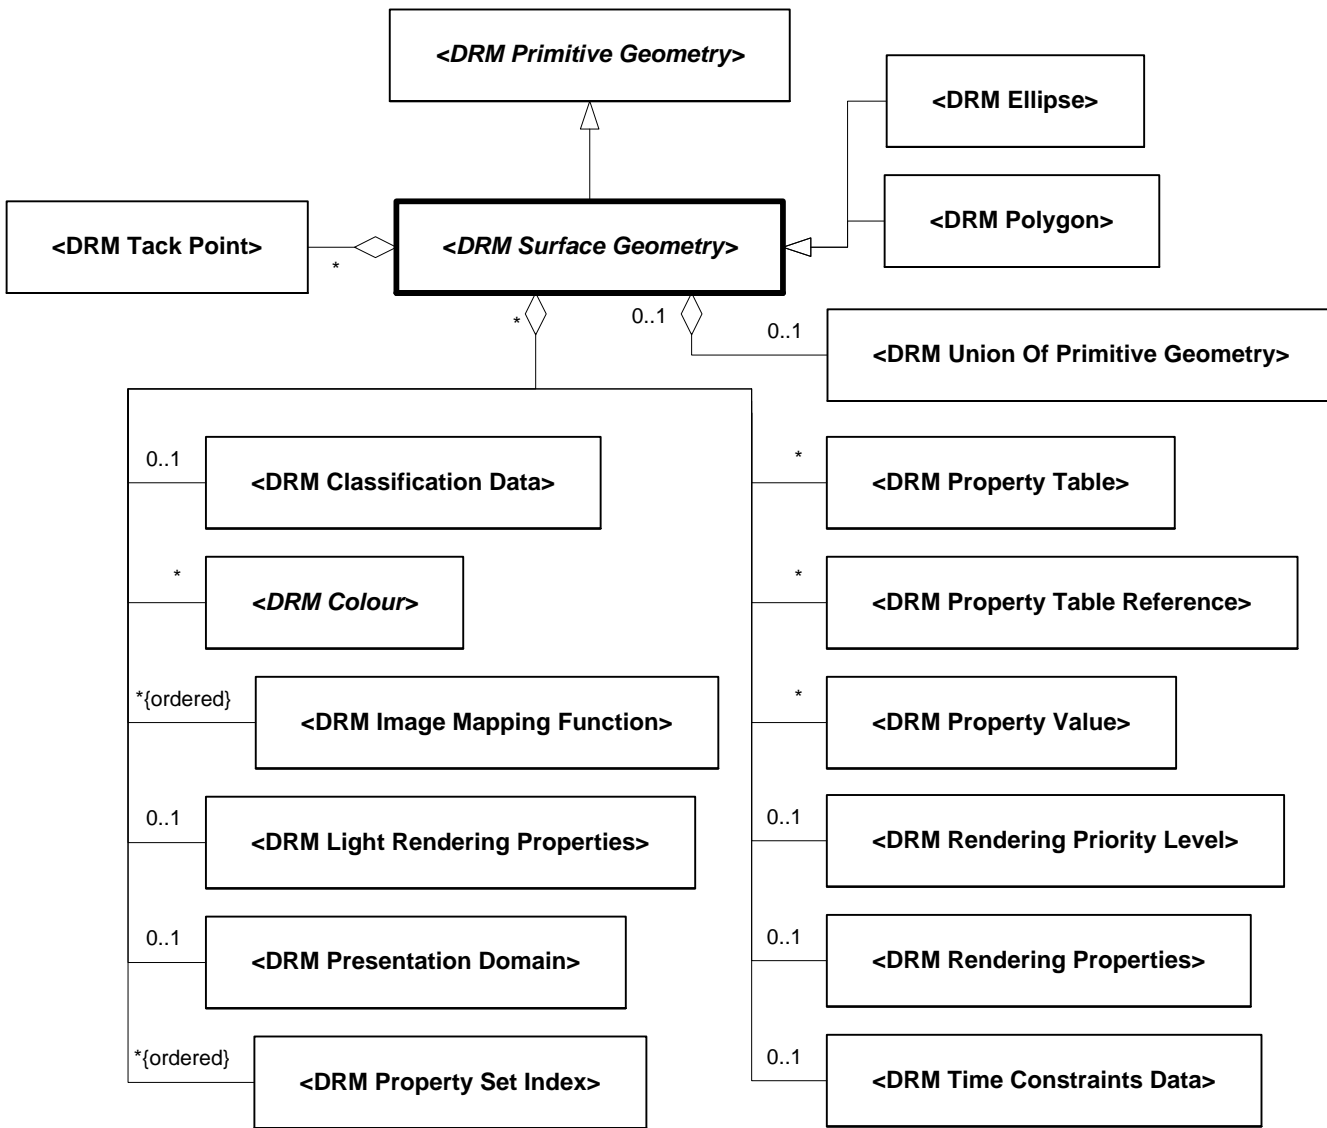 <DRM Primitive Geometry>
<DRM Ellipse>
<DRM Polygon>
<DRM Tack Point>
*
<DRM Surface Geometry>
*
0..1
0..1
<DRM Union Of Primitive Geometry>
0..1
<DRM Classification Data>
*
<DRM Colour>
*{ordered}
<DRM Image Mapping Function>
0..1
<DRM Light Rendering Properties>
0..1
<DRM Presentation Domain>
*{ordered}
<DRM Property Set Index>
*
<DRM Property Table>
*
<DRM Property Table Reference>
*
<DRM Property Value>
0..1
<DRM Rendering Priority Level>
0..1
<DRM Rendering Properties>
0..1
<DRM Time Constraints Data>